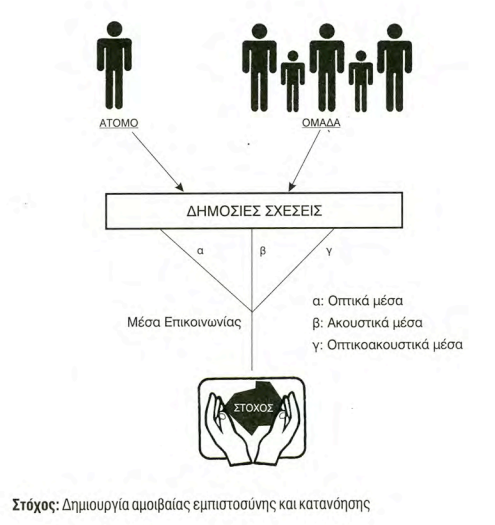 ΑΤΟΜΟ
ΟΜΑΔΑ
ΔΗΜΟΣΙΕΣ ΣΧΕΣΕΙΣ
α
β
γ
Μέσα Επικοινωνίας
α: Οπτικά μέσα
β: Ακουστικά μέσα
γ: Οπτικοακουστικά μέσα
ΣΤΟΧΟΣ
Στόχος: Δημιουργία αμοιβαίας εμπιστοσύνης και κατανόησης